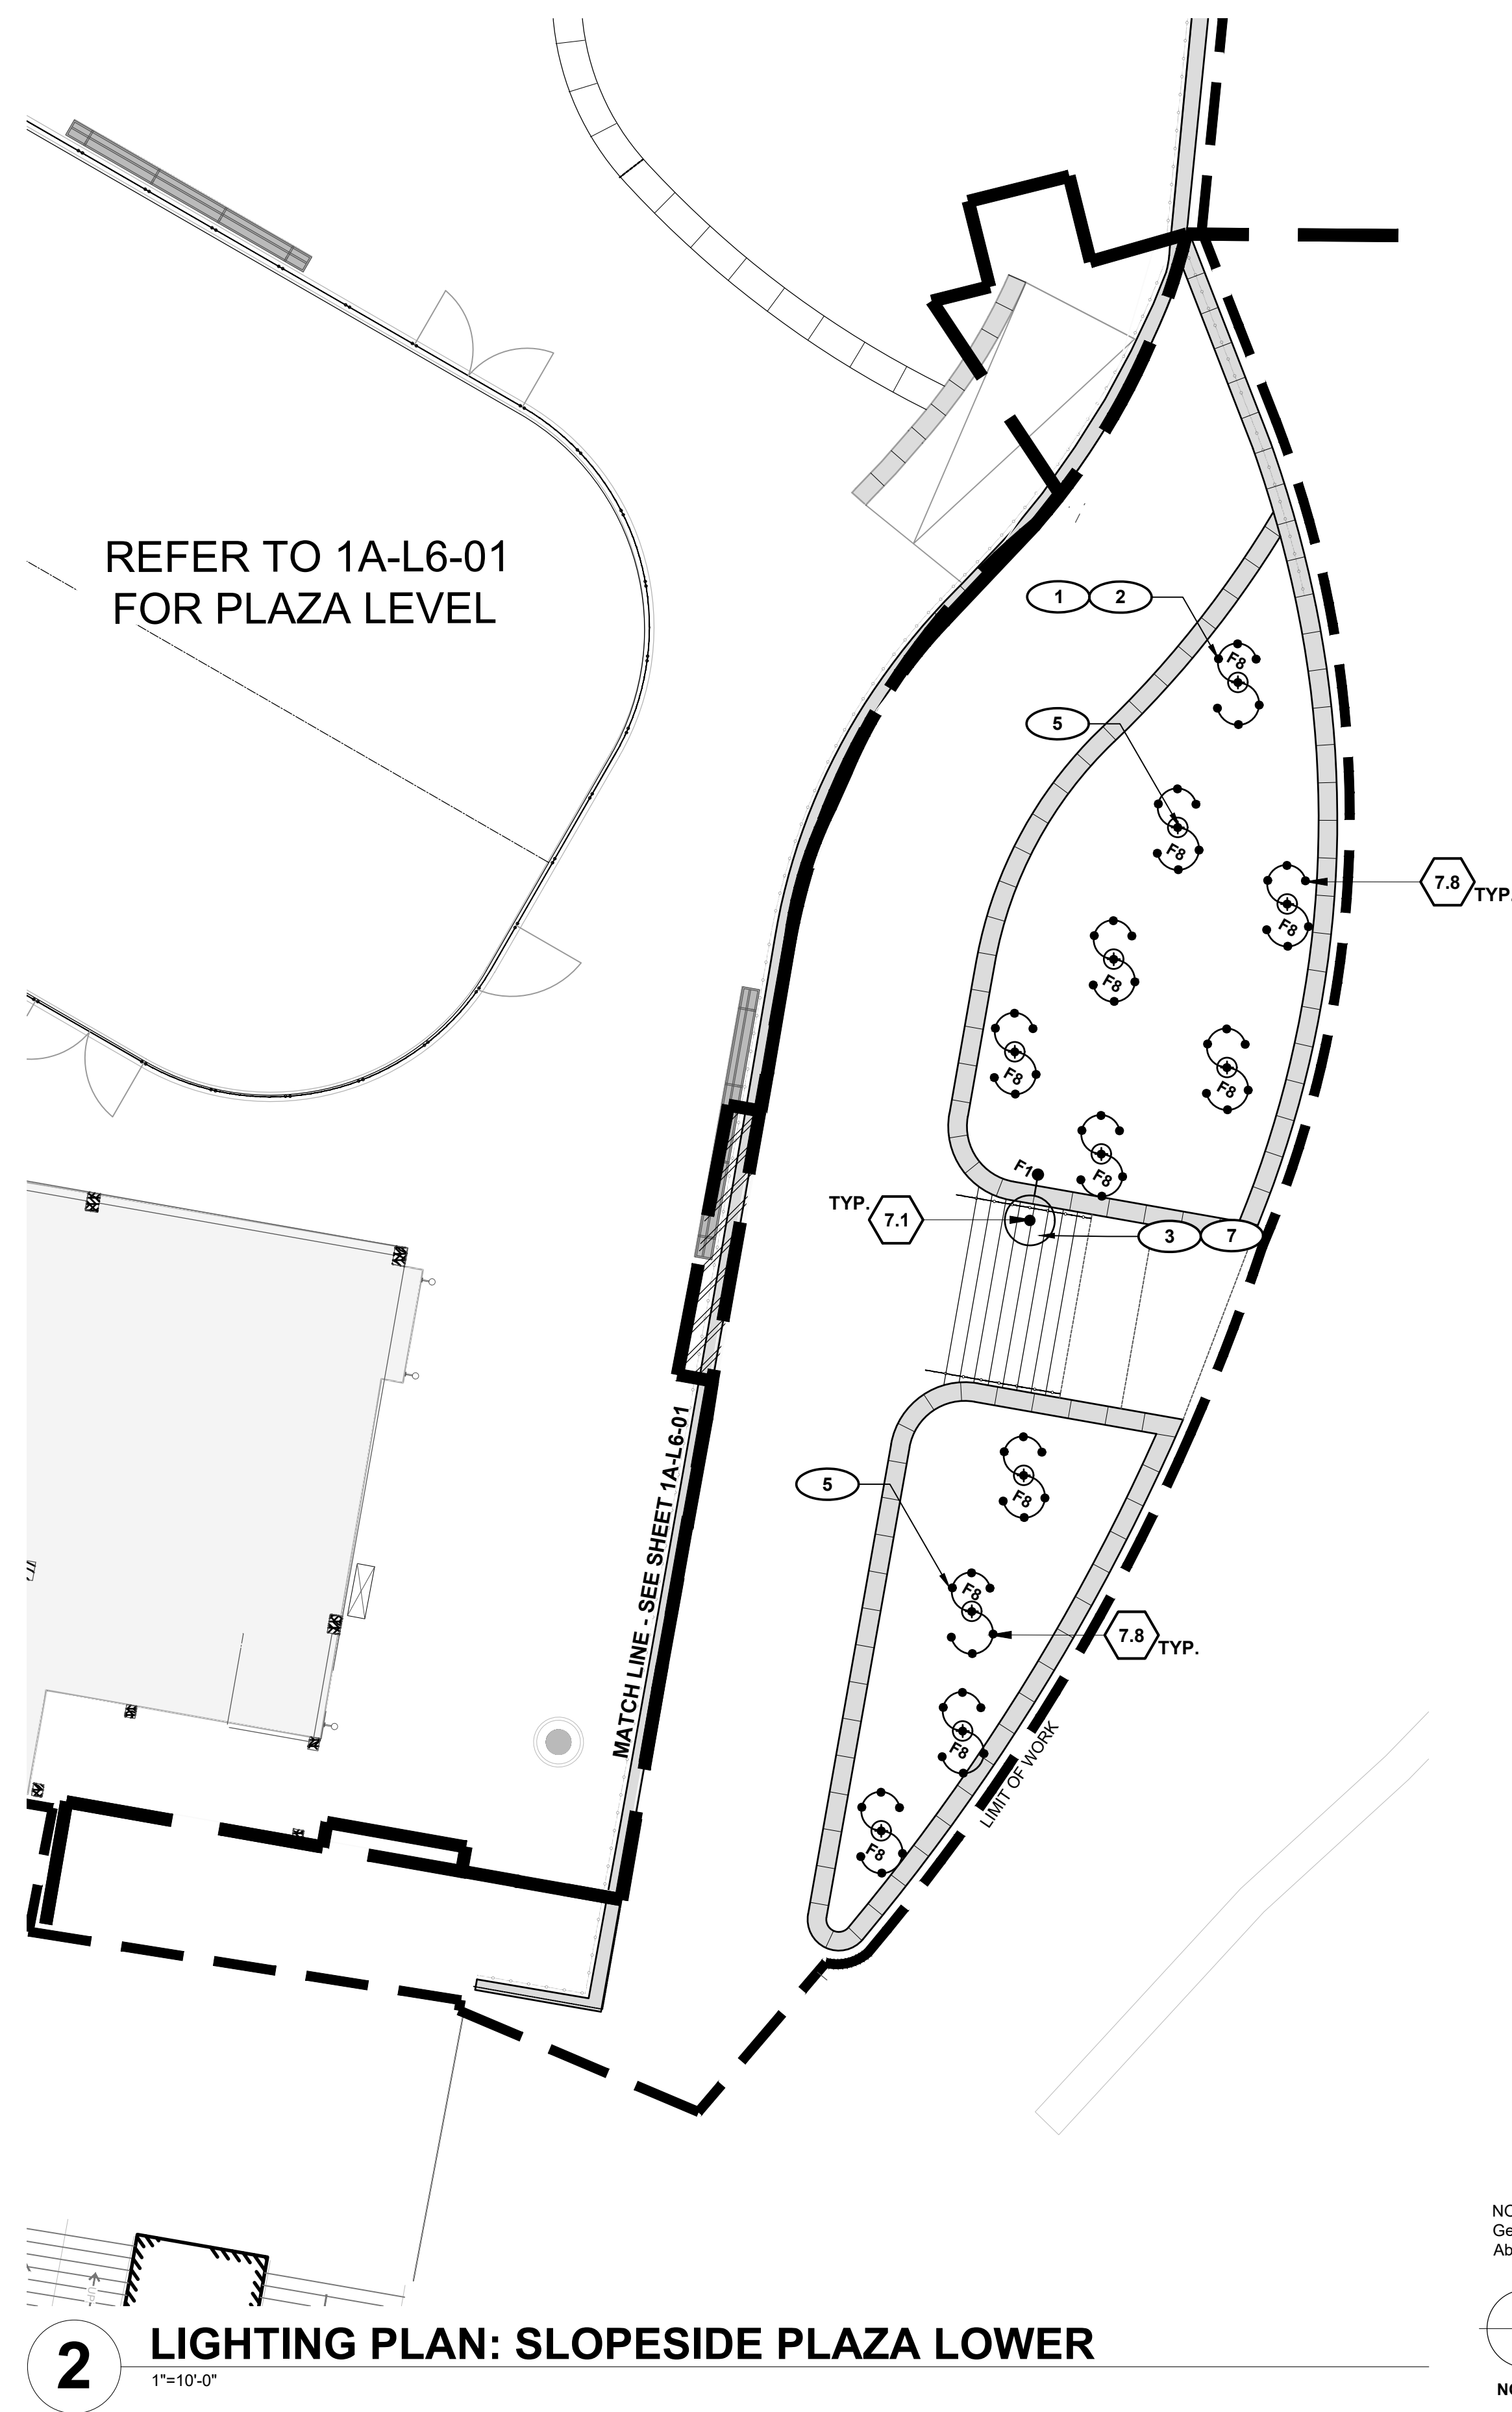 REFER TO 1A-L6-01
FOR PLAZA LEVEL
1 2
F8
5
F8
7.8 TYP.
F8
F8
F8
F8
F8
F1
TYP. 7.1
3 7
MATCH LINE - SEE SHEET 1A-L6-01
F8
5
F8
7.8 TYP.
F8
LIMIT OF WORK
F8
UP
2
LIGHTING PLAN: SLOPESIDE PLAZA LOWER
1"=10'-0"